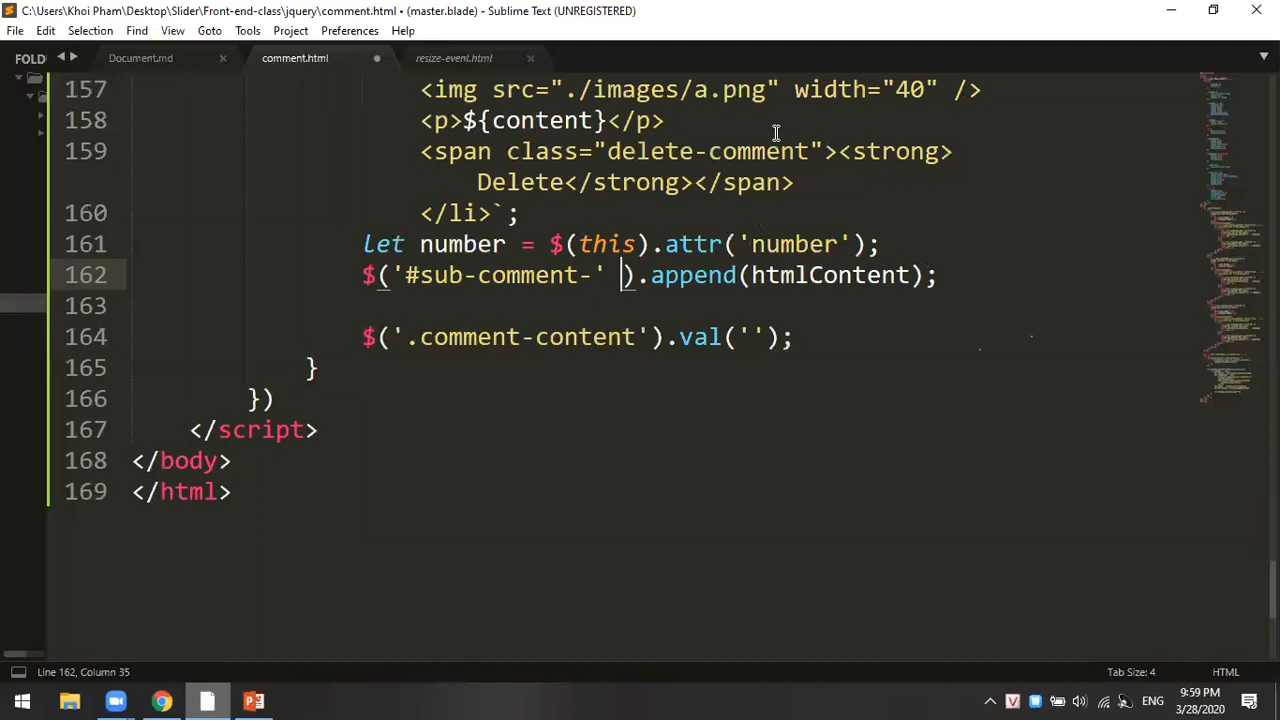 C:\Users\Khoi Pham\Desktop\Slider\Front-end-class\jquery\comment.html • (master.blade) - Sublime Text (UNREGISTERED)
File Edit Selection Find View Goto Tools Project Preferences Help
FOLD Document.md comment.html resize-event.html
157 <img src="./images/a.png" width="40" />
158 <p>${content}</p>
159 <span class="delete-comment"><strong>
Delete</strong></span>
160 </li>`;
161 let number = $(this).attr('number');
162 $('#sub-comment-' ).append(htmlContent);
163
164 $('.comment-content').val('');
165 }
166 })
167 </script>
168 </body>
169 </html>
Line 162, Column 35 Tab Size: 4 HTML
ENG 9:59 PM
3/28/2020